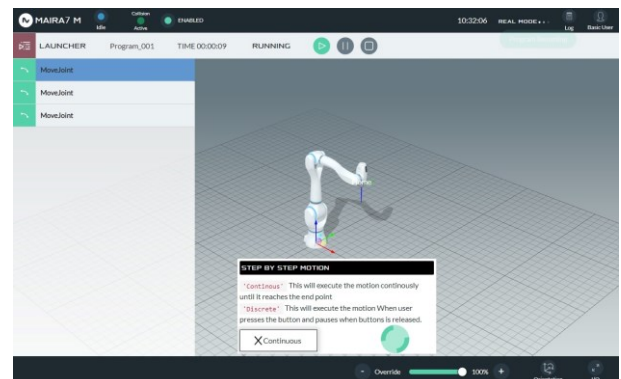 MAIRA7 M
Idle
Collision
Active
ENABLED
10:32:06
REAL MODE
Log
Basic User
LAUNCHER
Program_001
TIME 00:00:09
RUNNING
MoveJoint
MoveJoint
MoveJoint
STEP BY STEP MOTION
'Continous' This will execute the motion continously
until it reaches the end point
'Discrete' This will execute the motion When user
presses the button and pauses when buttons is released.
X Continuous
- Override 100% +